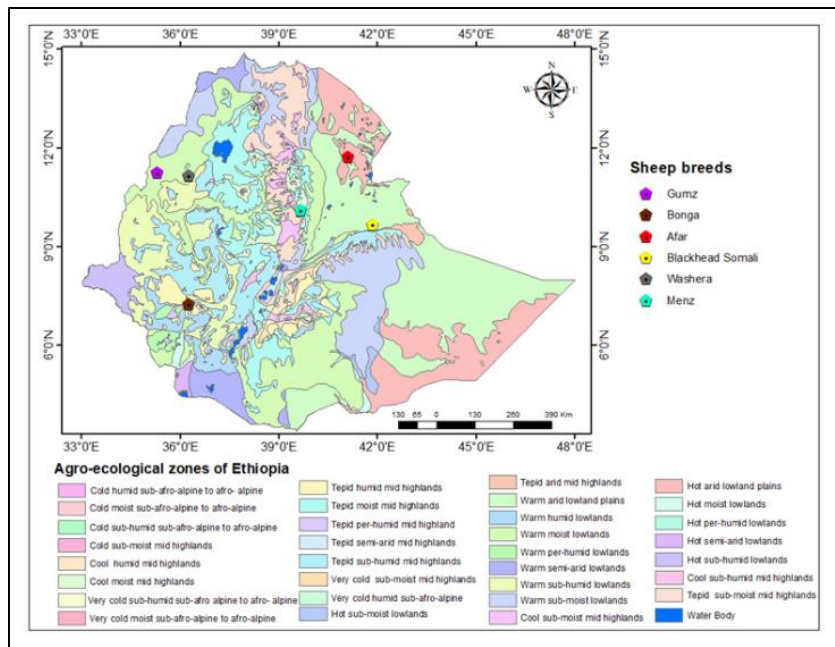 33°0'E 36°0'E 39°0'E 42°0'E 45°0'E 48°0'E
15°0'N 15°0'N
12°0'N 12°0'N
9°0'N 9°0'N
6°0'N 6°0'N
N
W E
S
Sheep breeds
Gumz
Bonga
Afar
Blackhead Somali
Washera
Menz
130 65 0 130 260 390 Km
33°0'E 36°0'E 39°0'E 42°0'E 45°0'E 48°0'E
Agro-ecological zones of Ethiopia
Cold humid sub-afro-alpine to afro- alpine
Cold moist sub-afro-alpine to afro-alpine
Cold sub-humid sub-afro-alpine to afro-alpine
Cold sub-moist mid highlands
Cool humid mid highlands
Cool moist mid highlands
Very cold sub-humid sub-afro alpine to afro- alpine
Very cold moist sub-afro-alpine to afro-alpine
Tepid humid mid highlands
Tepid moist mid highlands
Tepid per-humid mid highland
Tepid semi-arid mid highlands
Tepid sub-humid mid highlands
Very cold sub-moist mid highlands
Very cold humid sub-afro-alpine
Hot sub-moist lowlands
Tepid arid mid highlands
Warm arid lowland plains
Warm humid lowlands
Warm moist lowlands
Warm per-humid lowlands
Warm semi-arid lowlands
Warm sub-humid lowlands
Warm sub-moist lowlands
Cool sub-moist mid highlands
Hot arid lowland plains
Hot moist lowlands
Hot per-humid lowlands
Hot semi-arid lowlands
Hot sub-humid lowlands
Cool sub-humid mid highlands
Tepid sub-moist mid highlands
Water Body